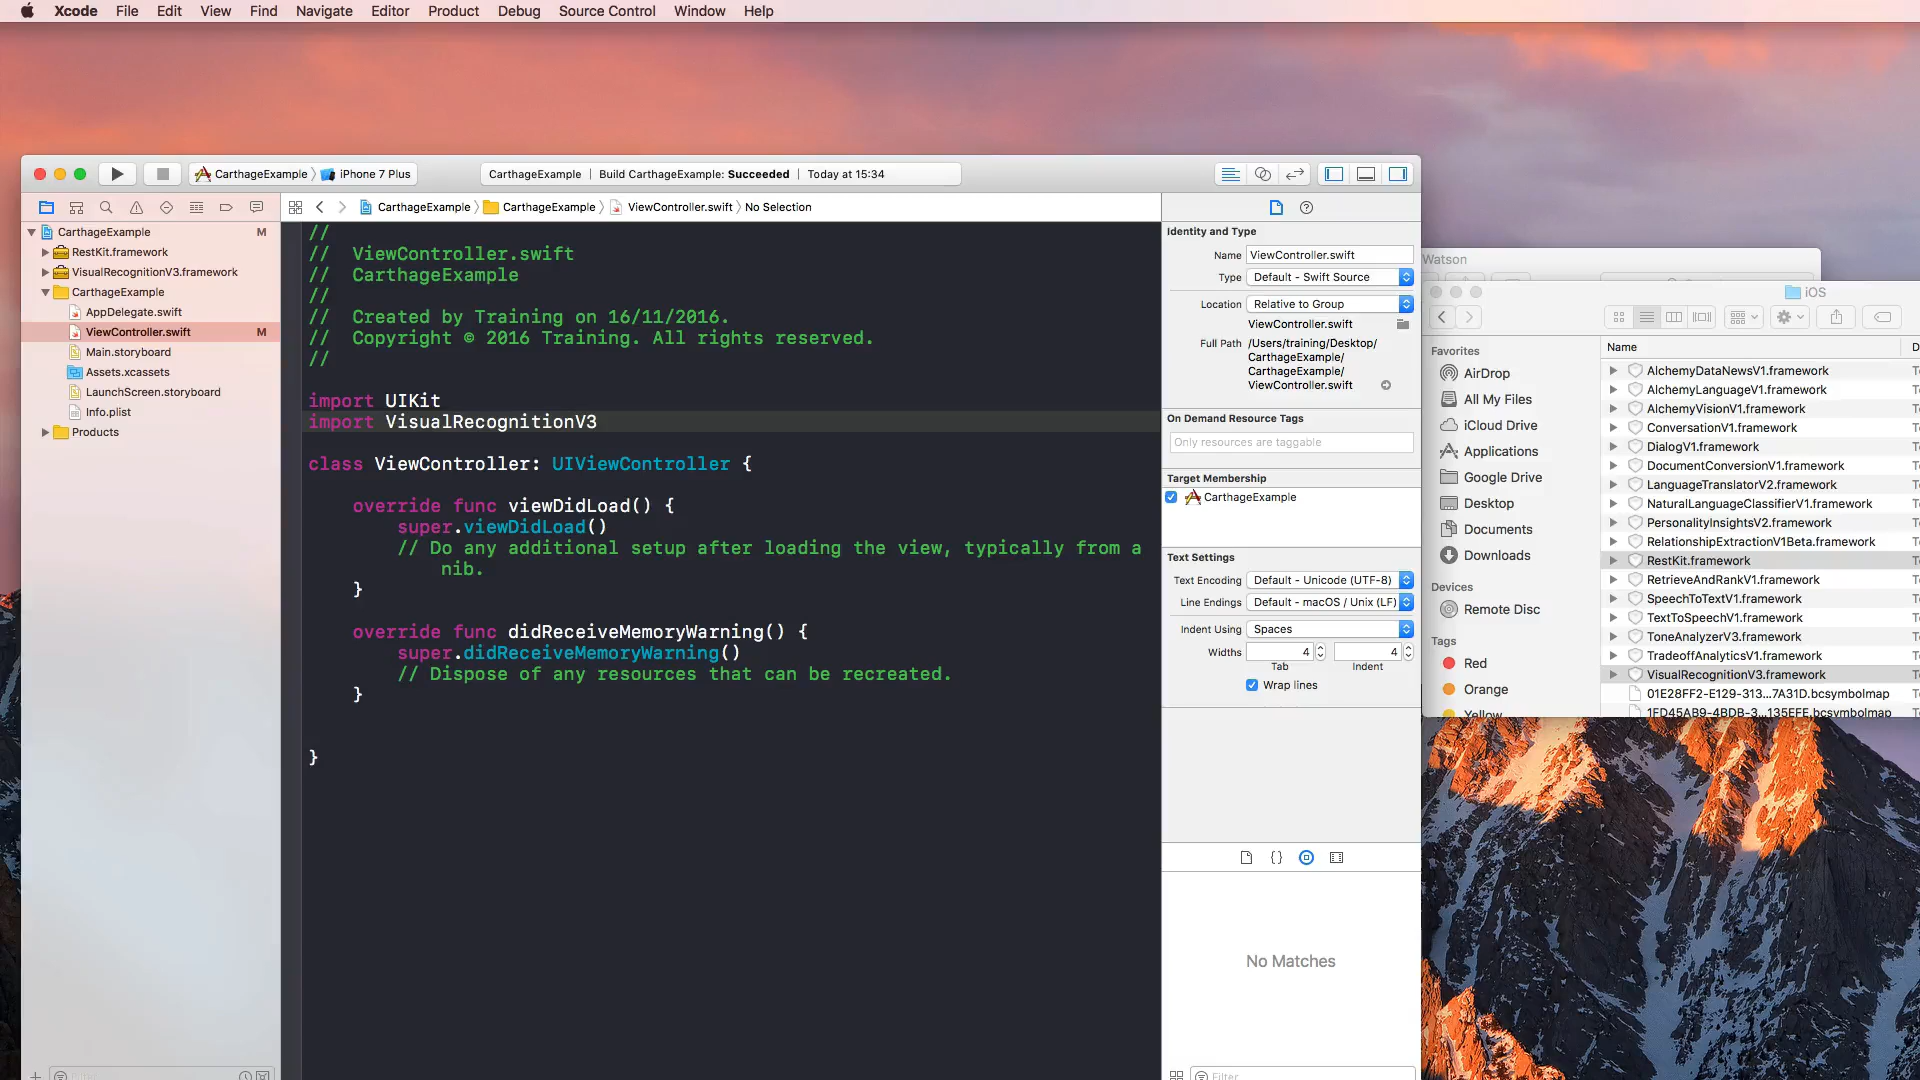 Xcode File Edit View Find Navigate Editor Product Debug Source Control Window Help
CarthageExample iPhone 7 Plus
CarthageExample | Build CarthageExample: Succeeded | Today at 15:34
CarthageExample M
RestKit.framework
VisualRecognitionV3.framework
CarthageExample
AppDelegate.swift
ViewController.swift M
Main.storyboard
Assets.xcassets
LaunchScreen.storyboard
Info.plist
Products
CarthageExample CarthageExample ViewController.swift No Selection
//
// ViewController.swift
// CarthageExample
//
// Created by Training on 16/11/2016.
// Copyright © 2016 Training. All rights reserved.
//
import UIKit
import VisualRecognitionV3
class ViewController: UIViewController {
override func viewDidLoad() {
super.viewDidLoad()
// Do any additional setup after loading the view, typically from a
nib.
}
override func didReceiveMemoryWarning() {
super.didReceiveMemoryWarning()
// Dispose of any resources that can be recreated.
}
}
Identity and Type
Name ViewController.swift
Type Default - Swift Source
Location Relative to Group
ViewController.swift
Full Path /Users/training/Desktop/
CarthageExample/
CarthageExample/
ViewController.swift
On Demand Resource Tags
Only resources are taggable
Target Membership
CarthageExample
Text Settings
Text Encoding Default - Unicode (UTF-8)
Line Endings Default - macOS / Unix (LF)
Indent Using Spaces
Widths 4 4
Tab Indent
Wrap lines
{}
No Matches
Filter
Watson
iOS
Favorites
AirDrop
All My Files
iCloud Drive
Applications
Google Drive
Desktop
Documents
Downloads
Devices
Remote Disc
Tags
Red
Orange
Yellow
Name
AlchemyDataNewsV1.framework
AlchemyLanguageV1.framework
AlchemyVisionV1.framework
ConversationV1.framework
DialogV1.framework
DocumentConversionV1.framework
LanguageTranslatorV2.framework
NaturalLanguageClassifierV1.framework
PersonalityInsightsV2.framework
RelationshipExtractionV1Beta.framework
RestKit.framework
RetrieveAndRankV1.framework
SpeechToTextV1.framework
TextToSpeechV1.framework
ToneAnalyzerV3.framework
TradeoffAnalyticsV1.framework
VisualRecognitionV3.framework
01E28FF2-E129-313...7A31D.bcsymbolmap
1FD45AB9-4BDB-3...135EFE.bcsymbolmap